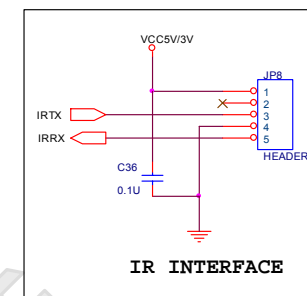 VCC5V/3V
JP8
1
2
IRTX
3
4
IRRX
5
HEADER
C36
0.1U
IR INTERFACE